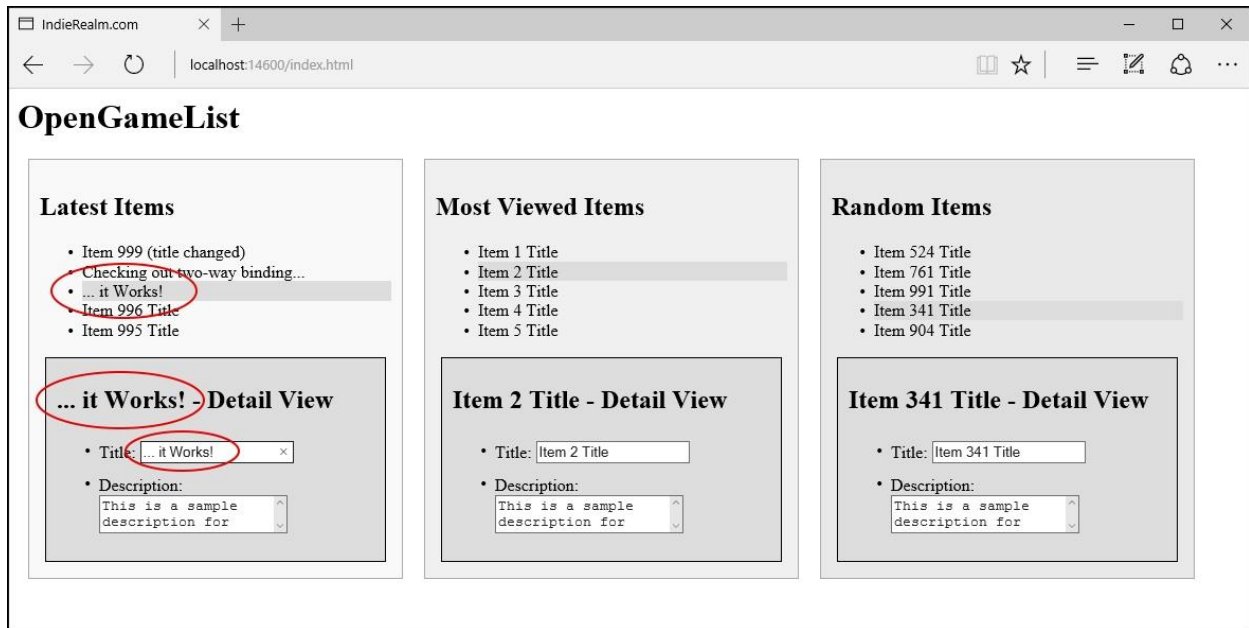 IndieRealm.com
localhost:14600/index.html
OpenGameList
Latest Items
• Item 999 (title changed)
• Checking out two-way binding...
• ... it Works!
• Item 996 Title
• Item 995 Title
... it Works! - Detail View
• Title: ... it Works!
• Description:
This is a sample
description for
Most Viewed Items
• Item 1 Title
• Item 2 Title
• Item 3 Title
• Item 4 Title
• Item 5 Title
Item 2 Title - Detail View
• Title: Item 2 Title
• Description:
This is a sample
description for
Random Items
• Item 524 Title
• Item 761 Title
• Item 991 Title
• Item 341 Title
• Item 904 Title
Item 341 Title - Detail View
• Title: Item 341 Title
• Description:
This is a sample
description for